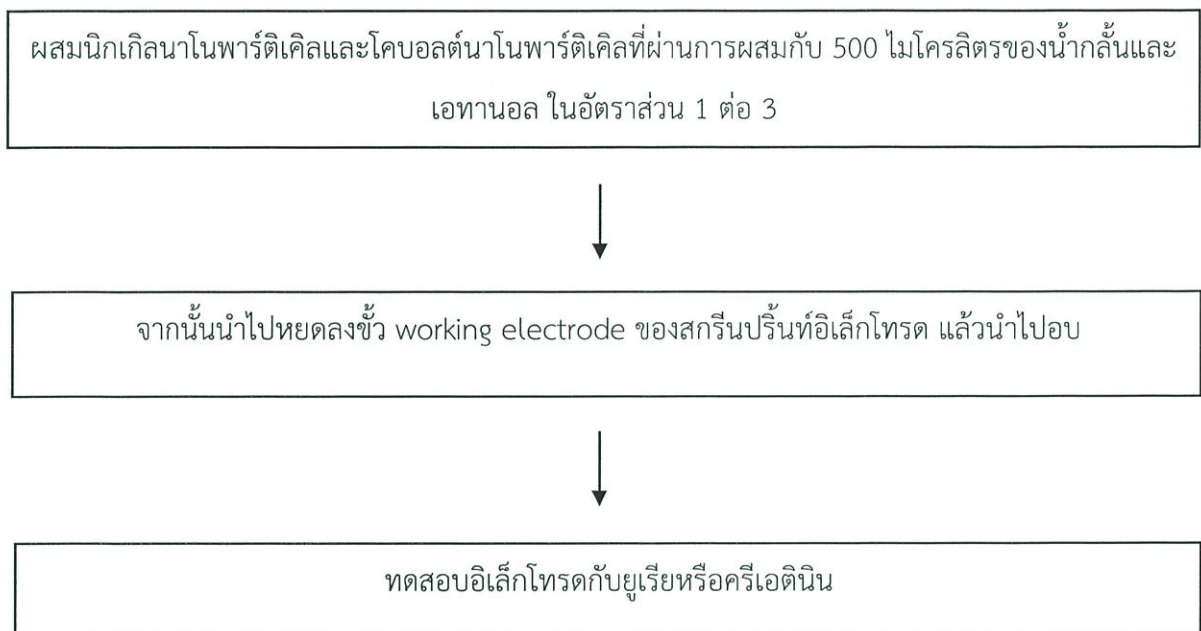 ผสมนิกเกิลนาโนพาร์ติเคิลและโคบอลต์นาโนพาร์ติเคิลที่ผ่านการผสมกับ 500 ไมโครลิตรของน้ำกลั้นและ
เอทานอล ในอัตราส่วน 1 ต่อ 3
จากนั้นนำไปหยดลงขั้ว working electrode ของสกรีนปริ้นท์อิเล็กโทรด แล้วนำไปอบ
ทดสอบอิเล็กโทรดกับยูเรียหรือครีเอตินิน